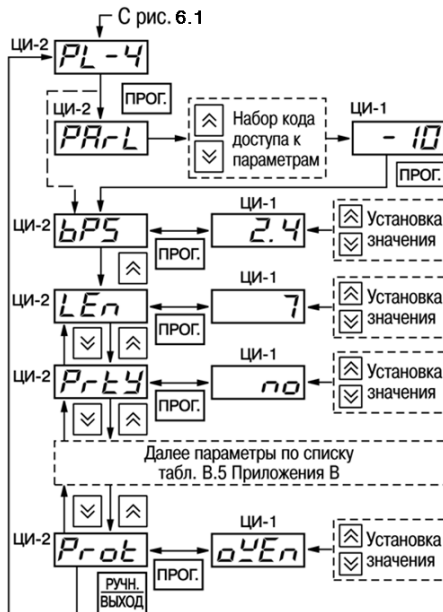 С рис. 6.1
ЦИ-2
PL-4
ПРОГ.
ЦИ-2
PArL
Набор кода
доступа к
параметрам
ЦИ-1
- 10
ПРОГ.
ЦИ-2
bPS
ПРОГ.
ЦИ-1
2.4
Установка
значения
ЦИ-2
LEn
ПРОГ.
ЦИ-1
7
Установка
значения
ЦИ-2
PrtY
ПРОГ.
ЦИ-1
no
Установка
значения
Далее параметры по списку
табл. В.5 Приложения В
ЦИ-2
Prot
ПРОГ.
ЦИ-1
oVEn
Установка
значения
РУЧН.
ВЫХОД